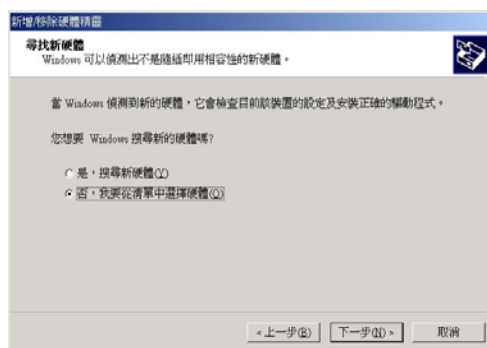 新增/移除硬體精靈
尋找新硬體
Windows 可以偵測出不是隨插即用相容性的新硬體。
當 Windows 偵測到新的硬體，它會檢查目前該裝置的設定及安裝正確的驅動程式。
您想要 Windows 搜尋新的硬體嗎?
是，搜尋新硬體(Y)
否，我要從清單中選擇硬體(O)
<上一步(B) 下一步(N)> 取消